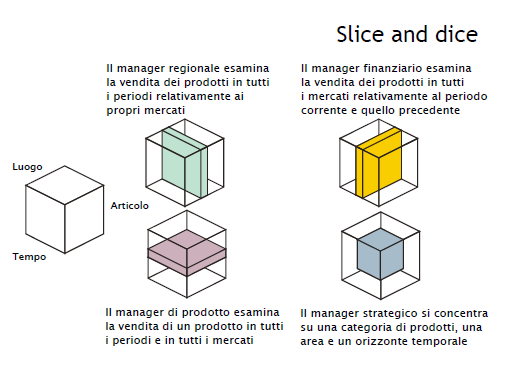 Slice and dice
Il manager regionale esamina
la vendita dei prodotti in tutti
i periodi relativamente ai
propri mercati
Il manager finanziario esamina
la vendita dei prodotti in tutti
i mercati relativamente al periodo
corrente e quello precedente
Luogo
Articolo
Tempo
Il manager di prodotto esamina
la vendita di un prodotto in tutti
i periodi e in tutti i mercati
Il manager strategico si concentra
su una categoria di prodotti, una
area e un orizzonte temporale